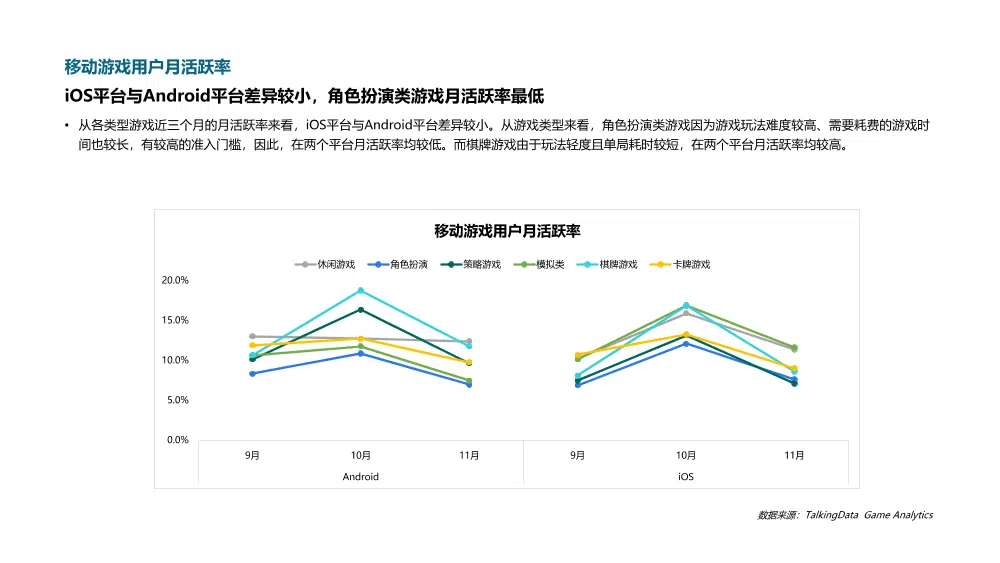 移动游戏用户月活跃率
iOS平台与Android平台差异较小，角色扮演类游戏月活跃率最低
• 从各类型游戏近三个月的月活跃率来看，iOS平台与Android平台差异较小。从游戏类型来看，角色扮演类游戏因为游戏玩法难度较高、需要耗费的游戏时
间也较长，有较高的准入门槛，因此，在两个平台月活跃率均较低。而棋牌游戏由于玩法轻度且单局耗时较短，在两个平台月活跃率均较高。
移动游戏用户月活跃率
休闲游戏 角色扮演 策略游戏 模拟类 棋牌游戏 卡牌游戏
20.0%
15.0%
10.0%
5.0%
0.0%
9月 10月 11月 9月 10月 11月
Android iOS
数据来源：TalkingData Game Analytics